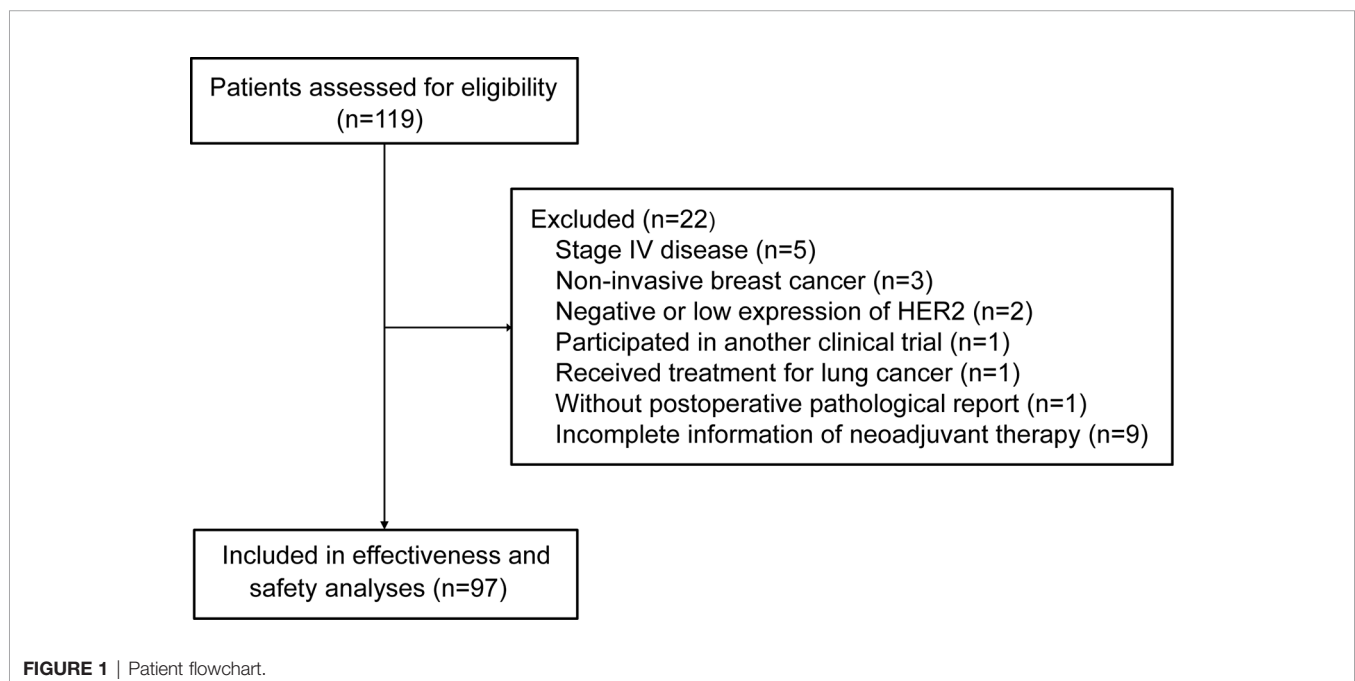 Patients assessed for eligibility
(n=119)
Excluded (n=22)
Stage IV disease (n=5)
Non-invasive breast cancer (n=3)
Negative or low expression of HER2 (n=2)
Participated in another clinical trial (n=1)
Received treatment for lung cancer (n=1)
Without postoperative pathological report (n=1)
Incomplete information of neoadjuvant therapy (n=9)
Included in effectiveness and
safety analyses (n=97)
FIGURE 1 | Patient flowchart.